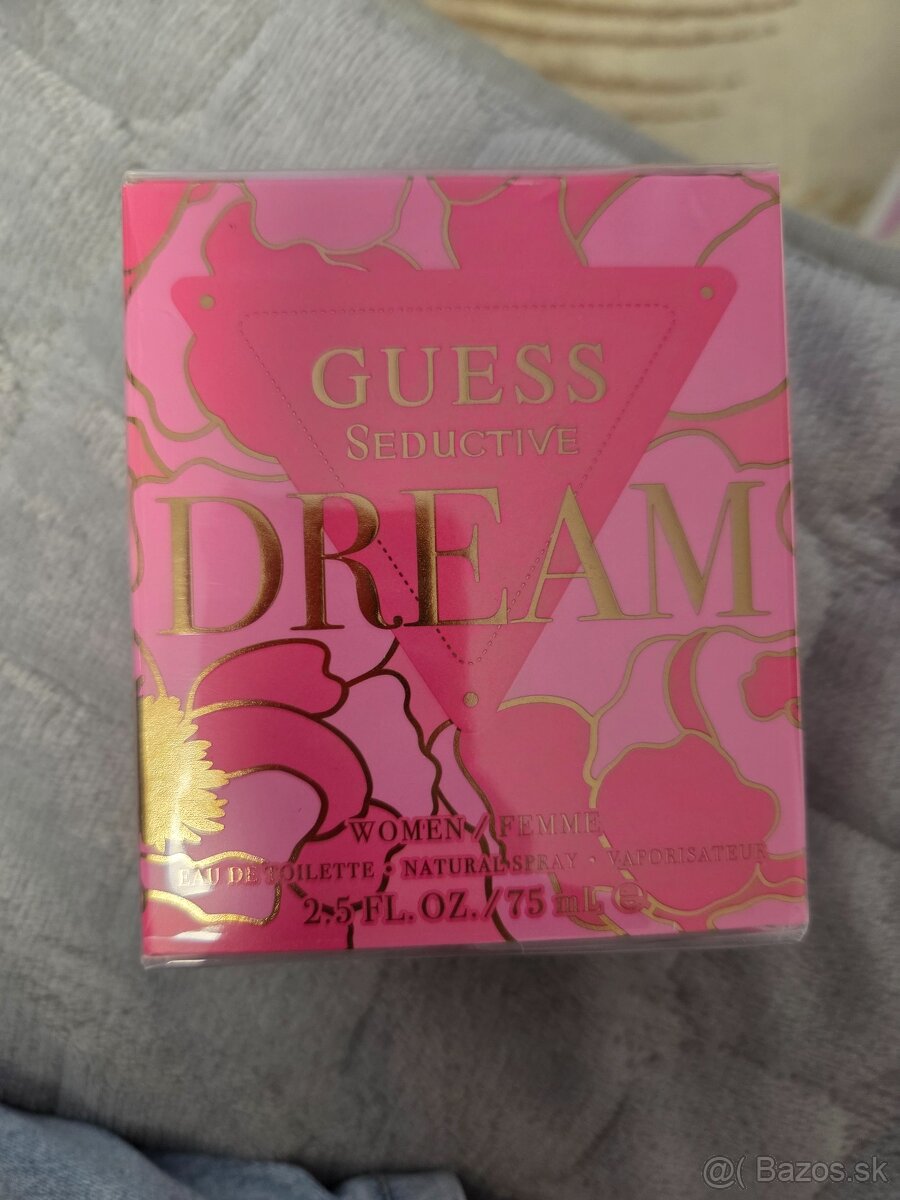 GUESS
SEDUCTIVE
DREAM
WOMEN / FEMME
EAU DE TOILETTE • NATURAL SPRAY • VAPORISATEUR
2.5 FL. OZ. / 75 mL ℮
@( Bazos.sk